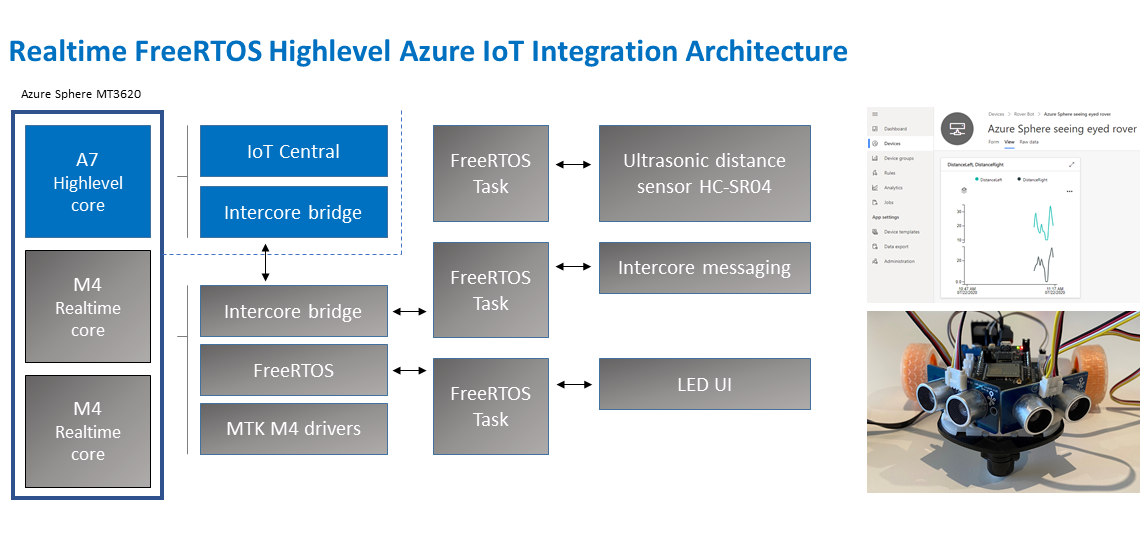 Realtime FreeRTOS Highlevel Azure IoT Integration Architecture
Azure Sphere MT3620
A7
Highlevel
core
M4
Realtime
core
M4
Realtime
core
IoT Central
Intercore bridge
Intercore bridge
FreeRTOS
MTK M4 drivers
FreeRTOS
Task
FreeRTOS
Task
FreeRTOS
Task
Ultrasonic distance
sensor HC-SR04
Intercore messaging
LED UI
Dashboard
Devices
Device groups
Rules
Analytics
Jobs
App settings
Device templates
Data export
Administration
Devices > Rover Bot > Azure Sphere seeing eyed rover
Azure Sphere seeing eyed rover
Form View Raw data
DistanceLeft, DistanceRight
DistanceLeft DistanceRight
30
20
20
0.0
10:47 AM
07/22/2020
11:17 AM
07/22/2020